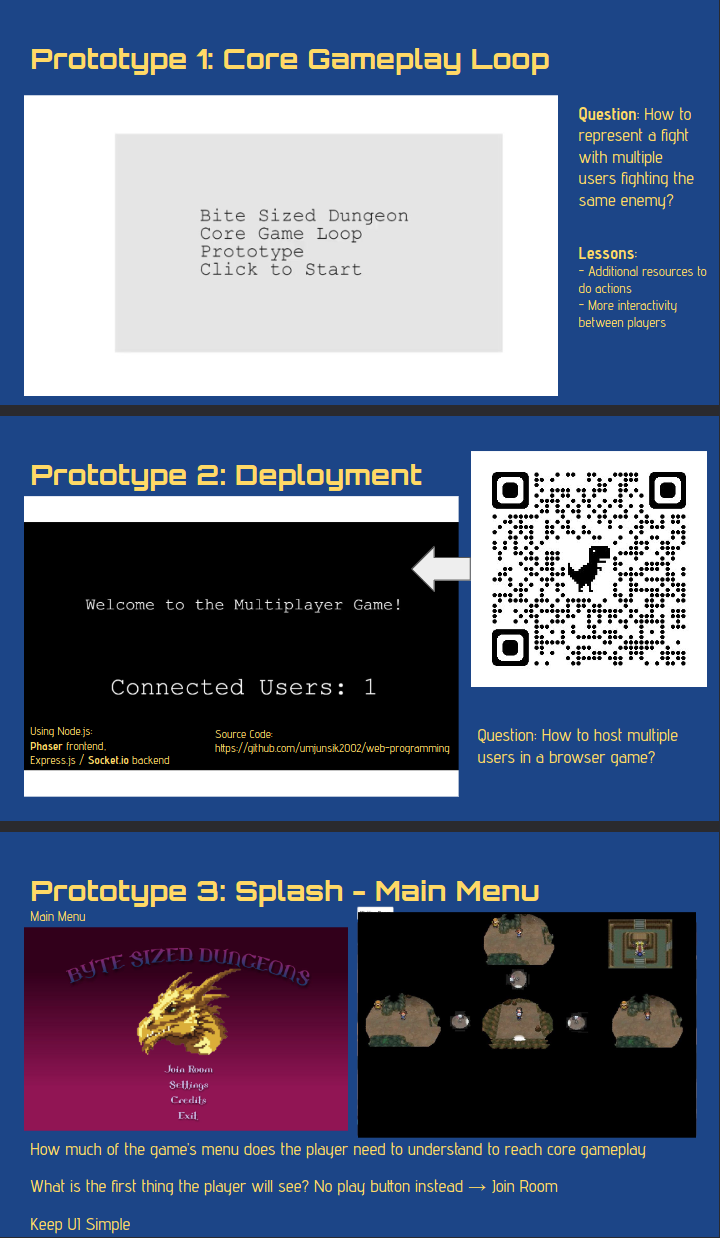 Prototype 1: Core Gameplay Loop
Bite Sized Dungeon
Core Game Loop
Prototype
Click to Start
Question: How to
represent a fight
with multiple
users fighting the
same enemy?
Lessons:
- Additional resources to
do actions
- More interactivity
between players
Prototype 2: Deployment
Welcome to the Multiplayer Game!
Connected Users: 1
Using Node.js:
Phaser frontend,
Express.js / Socket.io backend
Source Code:
https://github.com/umjunsik2002/web-programming
Question: How to host multiple
users in a browser game?
Prototype 3: Splash - Main Menu
Main Menu
BYTE SIZED DUNGEONS
Join Room
Settings
Credits
Exit
How much of the game's menu does the player need to understand to reach core gameplay
What is the first thing the player will see? No play button instead → Join Room
Keep UI Simple